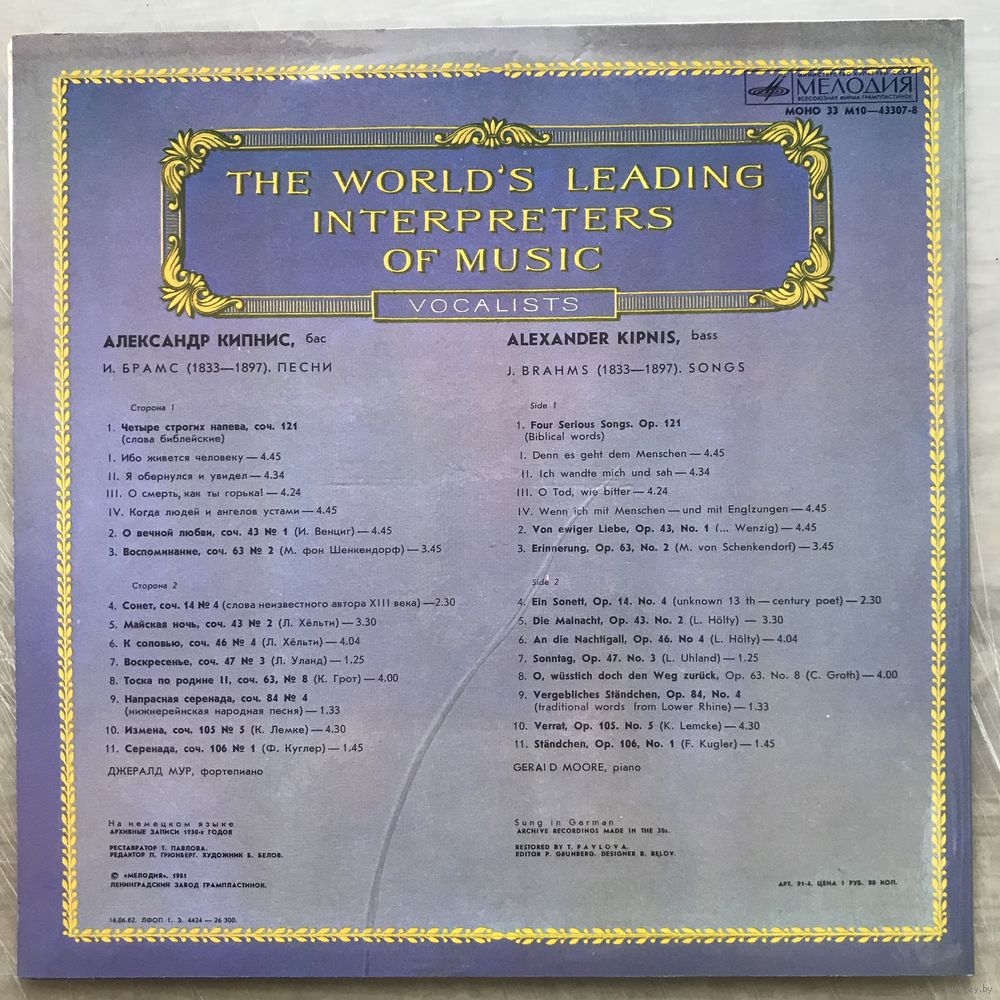 МЕЛОДИЯ
ВСЕСОЮЗНАЯ ФИРМА ГРАМПЛАСТИНОК
МОНО 33 М10—43307-8
THE WORLD'S LEADING
INTERPRETERS
OF MUSIC
VOCALISTS
АЛЕКСАНДР КИПНИС, бас
И. БРАМС (1833—1897). ПЕСНИ
Сторона 1
1. Четыре строгих напева, соч. 121
(слова библейские)
I. Ибо живется человеку — 4.45
II. Я обернулся и увидел — 4.34
III. О смерть, как ты горька! — 4.24
IV. Когда людей и ангелов устами — 4.45
2. О вечной любви, соч. 43 № 1 (И. Венциг) — 4.45
3. Воспоминание, соч. 63 № 2 (М. фон Шенкендорф) — 3.45
Сторона 2
4. Сонет, соч. 14 № 4 (слова неизвестного автора XIII века) — 2.30
5. Майская ночь, соч. 43 № 2 (Л. Хёльти) — 3.30
6. К соловью, соч. 46 № 4 (Л. Хёльти) — 4.04
7. Воскресенье, соч. 47 № 3 (Л. Уланд) — 1.25
8. Тоска по родине II, соч. 63, № 8 (К. Грот) — 4.00
9. Напрасная серенада, соч. 84 № 4
(нижнерейнская народная песня) — 1.33
10. Измена, соч. 105 № 5 (К. Лемке) — 4.30
11. Серенада, соч. 106 № 1 (Ф. Куглер) — 1.45
ДЖЕРАЛД МУР, фортепиано
На немецком языке
АРХИВНЫЕ ЗАПИСИ 1930-х ГОДОВ
РЕСТАВРАТОР Т. ПАВЛОВА.
РЕДАКТОР П. ГРЮНБЕРГ. ХУДОЖНИК Б. БЕЛОВ.
© «МЕЛОДИЯ», 1981
ЛЕНИНГРАДСКИЙ ЗАВОД ГРАМПЛАСТИНОК.
16.06.82. ЛФОП 1. З. 4424 — 26 300.
ALEXANDER KIPNIS, bass
J. BRAHMS (1833—1897). SONGS
Side 1
1. Four Serious Songs. Op. 121
(Biblical words)
I. Denn es geht dem Menschen — 4.45
II. Ich wandte mich und sah — 4.34
III. O Tod, wie bitter — 4.24
IV. Wenn ich mit Menschen — und mit Englzungen — 4.45
2. Von ewiger Liebe, Op. 43, No. 1 (... Wenzig) — 4.45
3. Erinnerung, Op. 63, No. 2 (M. von Schenkendorf) — 3.45
Side 2
4. Ein Sonett, Op. 14. No. 4 (unknown 13 th — century poet) — 2.30
5. Die Mainacht, Op. 43. No. 2 (L. Hölty) — 3.30
6. An die Nachtigall, Op. 46. No 4 (L. Hölty) — 4.04
7. Sonntag, Op. 47. No. 3 (L. Uhland) — 1.25
8. O, wüsstich doch den Weg zurück, Op. 63. No. 8 (C. Groth) — 4.00
9. Vergebliches Ständchen, Op. 84, No. 4
(traditional words from Lower Rhine) — 1.33
10. Verrat, Op. 105. No. 5 (K. Lemcke) — 4.30
11. Ständchen, Op. 106, No. 1 (F. Kugler) — 1.45
GERALD MOORE, piano
Sung in German
ARCHIVE RECORDINGS MADE IN THE 30s.
RESTORED BY T. PAVLOVA.
EDITOR P. GRUNBERG. DESIGNER B. BELOV.
АРТ. 91-4. ЦЕНА 1 РУБ. 80 КОП.